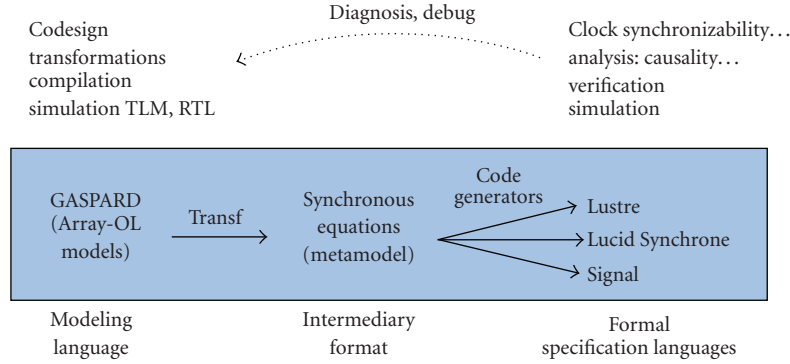 Diagnosis, debug
Codesign
transformations
compilation
simulation TLM, RTL
Clock synchronizability...
analysis: causality...
verification
simulation
GASPARD
(Array-OL
models)
Transf
Synchronous
equations
(metamodel)
Code
generators
Lustre
Lucid Synchrone
Signal
Modeling
language
Intermediary
format
Formal
specification languages